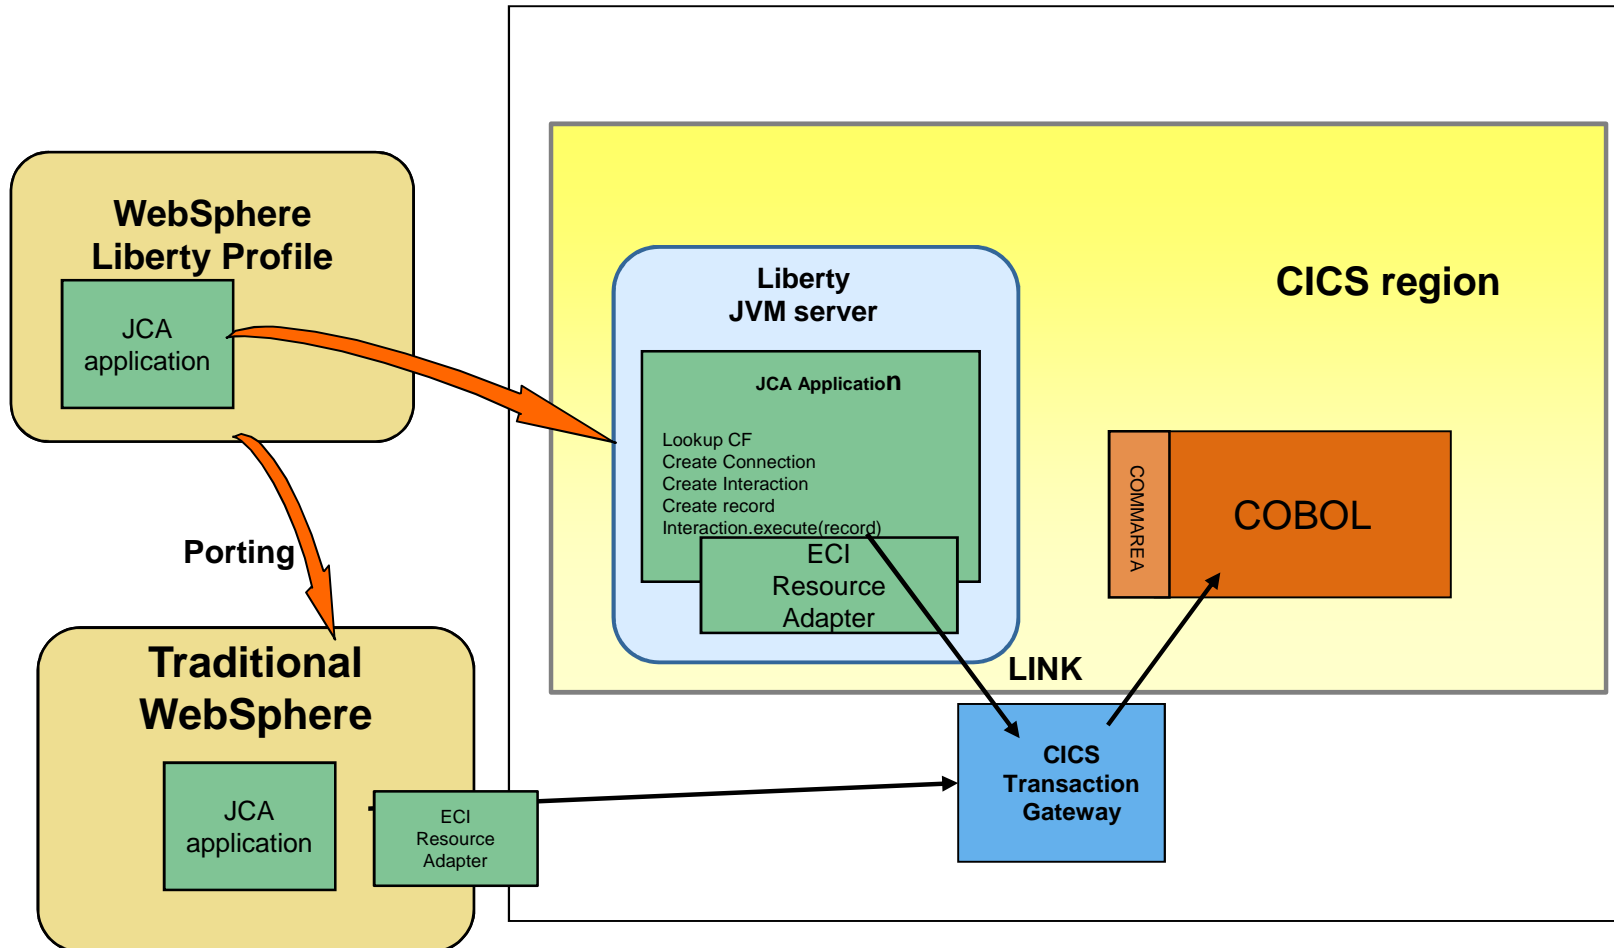 WebSphere
Liberty Profile
JCA
application
Porting
Traditional
WebSphere
JCA
application
ECI
Resource
Adapter
CICS region
Liberty
JVM server
JCA Application
Lookup CF
Create Connection
Create Interaction
Create record
Interaction.execute(record)
ECI
Resource
Adapter
LINK
COMMAREA
COBOL
CICS
Transaction
Gateway